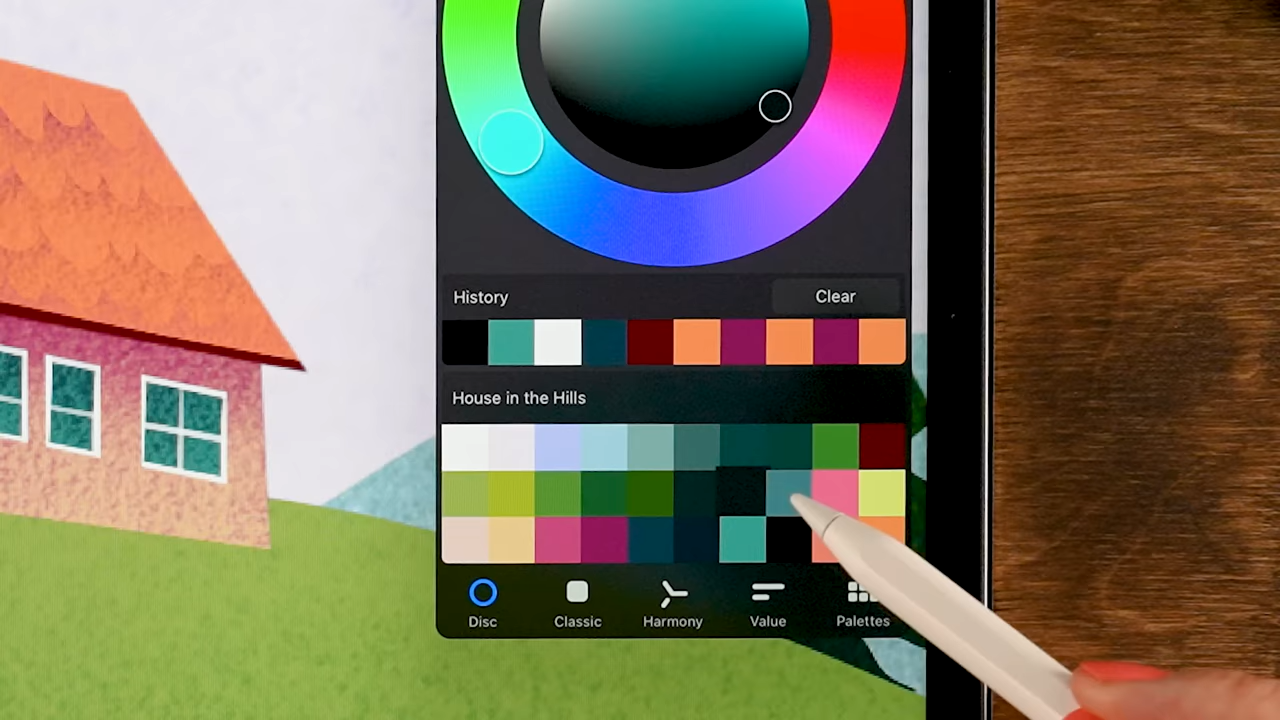 History
Clear
House in the Hills
Disc
Classic
Harmony
Value
Palettes